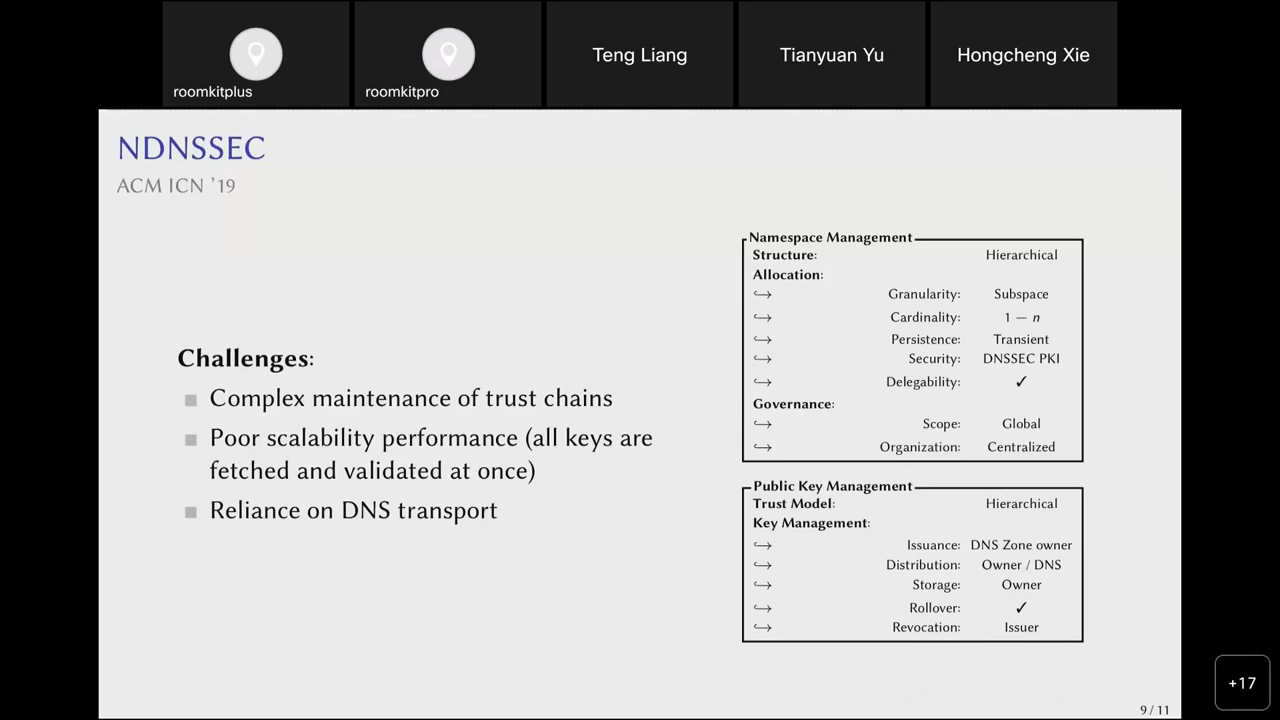 roomkitplus
roomkitpro
Teng Liang
Tianyuan Yu
Hongcheng Xie
NDNSSEC
ACM ICN ’19
Challenges:
Complex maintenance of trust chains
Poor scalability performance (all keys are
fetched and validated at once)
Reliance on DNS transport
Namespace Management
Structure: Hierarchical
Allocation:
↪ Granularity: Subspace
↪ Cardinality: 1 − n
↪ Persistence: Transient
↪ Security: DNSSEC PKI
↪ Delegability: ✓
Governance:
↪ Scope: Global
↪ Organization: Centralized
Public Key Management
Trust Model: Hierarchical
Key Management:
↪ Issuance: DNS Zone owner
↪ Distribution: Owner / DNS
↪ Storage: Owner
↪ Rollover: ✓
↪ Revocation: Issuer
+17
9 / 11